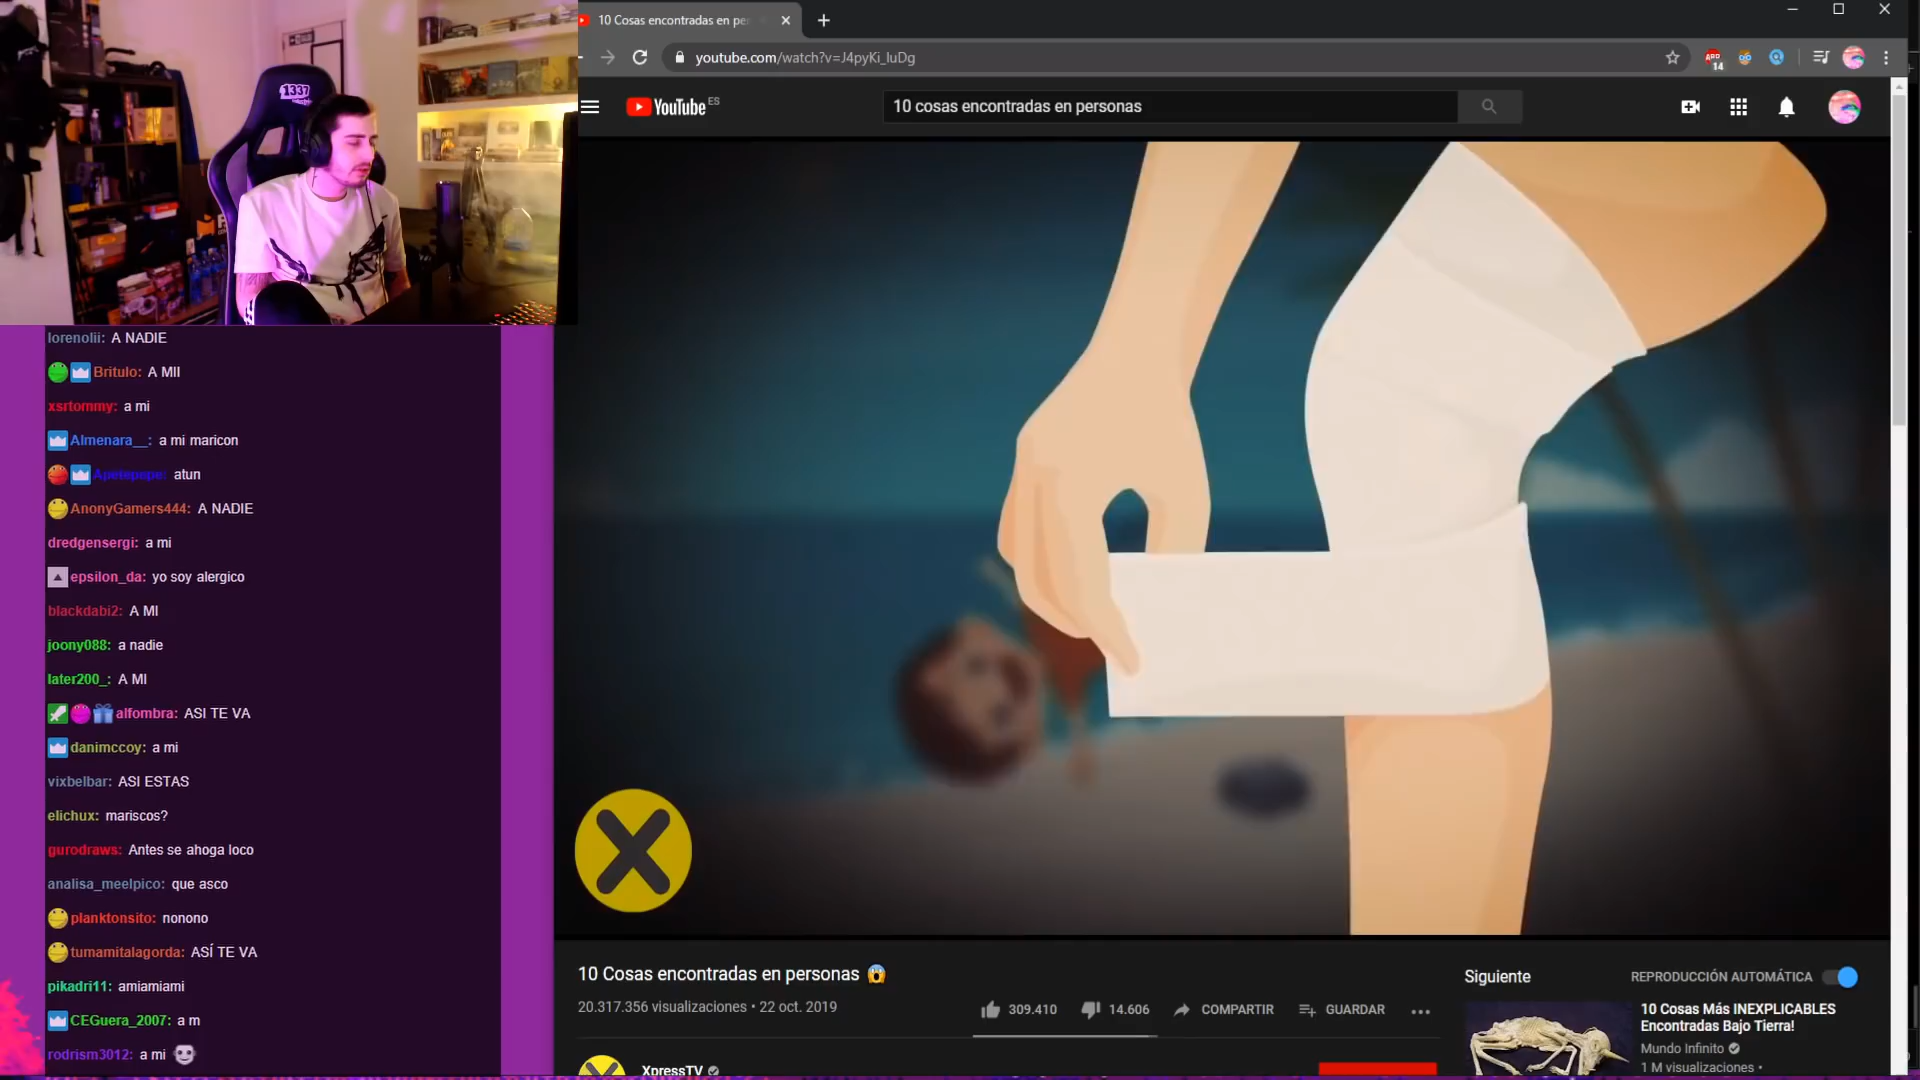 1337
10 Cosas encontradas en pe
youtube.com/watch?v=J4pyKi_luDg
14
YouTube ES
10 cosas encontradas en personas
lorenolii: A NADIE
Britulo: A MII
xsrtommy: a mi
Almenara__: a mi maricon
Apetepepe: atun
AnonyGamers444: A NADIE
dredgensergi: a mi
epsilon_da: yo soy alergico
blackdabi2: A MI
joony088: a nadie
later200_: A MI
alfombra: ASI TE VA
danimccoy: a mi
vixbelbar: ASI ESTAS
elichux: mariscos?
gurodraws: Antes se ahoga loco
analisa_meelpico: que asco
planktonsito: nonono
tumamitalagorda: ASÍ TE VA
pikadri11: amiamiami
CEGuera_2007: a m
rodrism3012: a mi
10 Cosas encontradas en personas 😱
20.317.356 visualizaciones • 22 oct. 2019
309.410
14.606
COMPARTIR
GUARDAR
XpressTV
Siguiente
REPRODUCCIÓN AUTOMÁTICA
10 Cosas Más INEXPLICABLES
Encontradas Bajo Tierra!
Mundo Infinito
1 M visualizaciones •